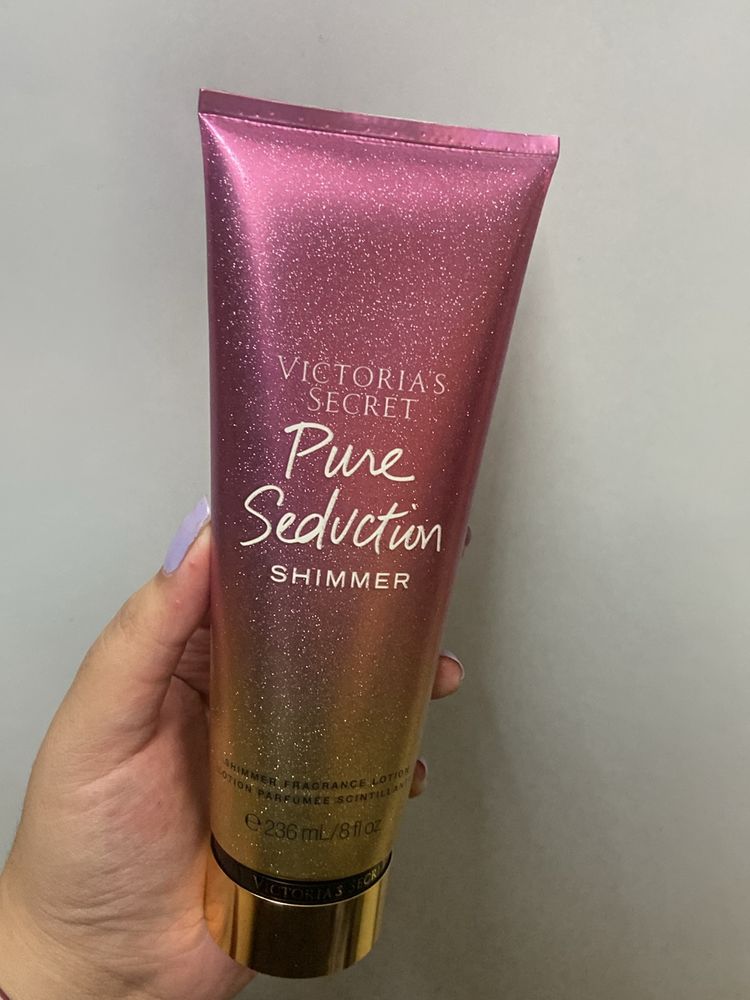 VICTORIA'S
SECRET
Pure
Seduction
SHIMMER
SHIMMER FRAGRANCE LOTION
LOTION PARFUMÉE SCINTILLANTE
℮ 236 mL/8 fl oz
VICTORIA'S SECRET